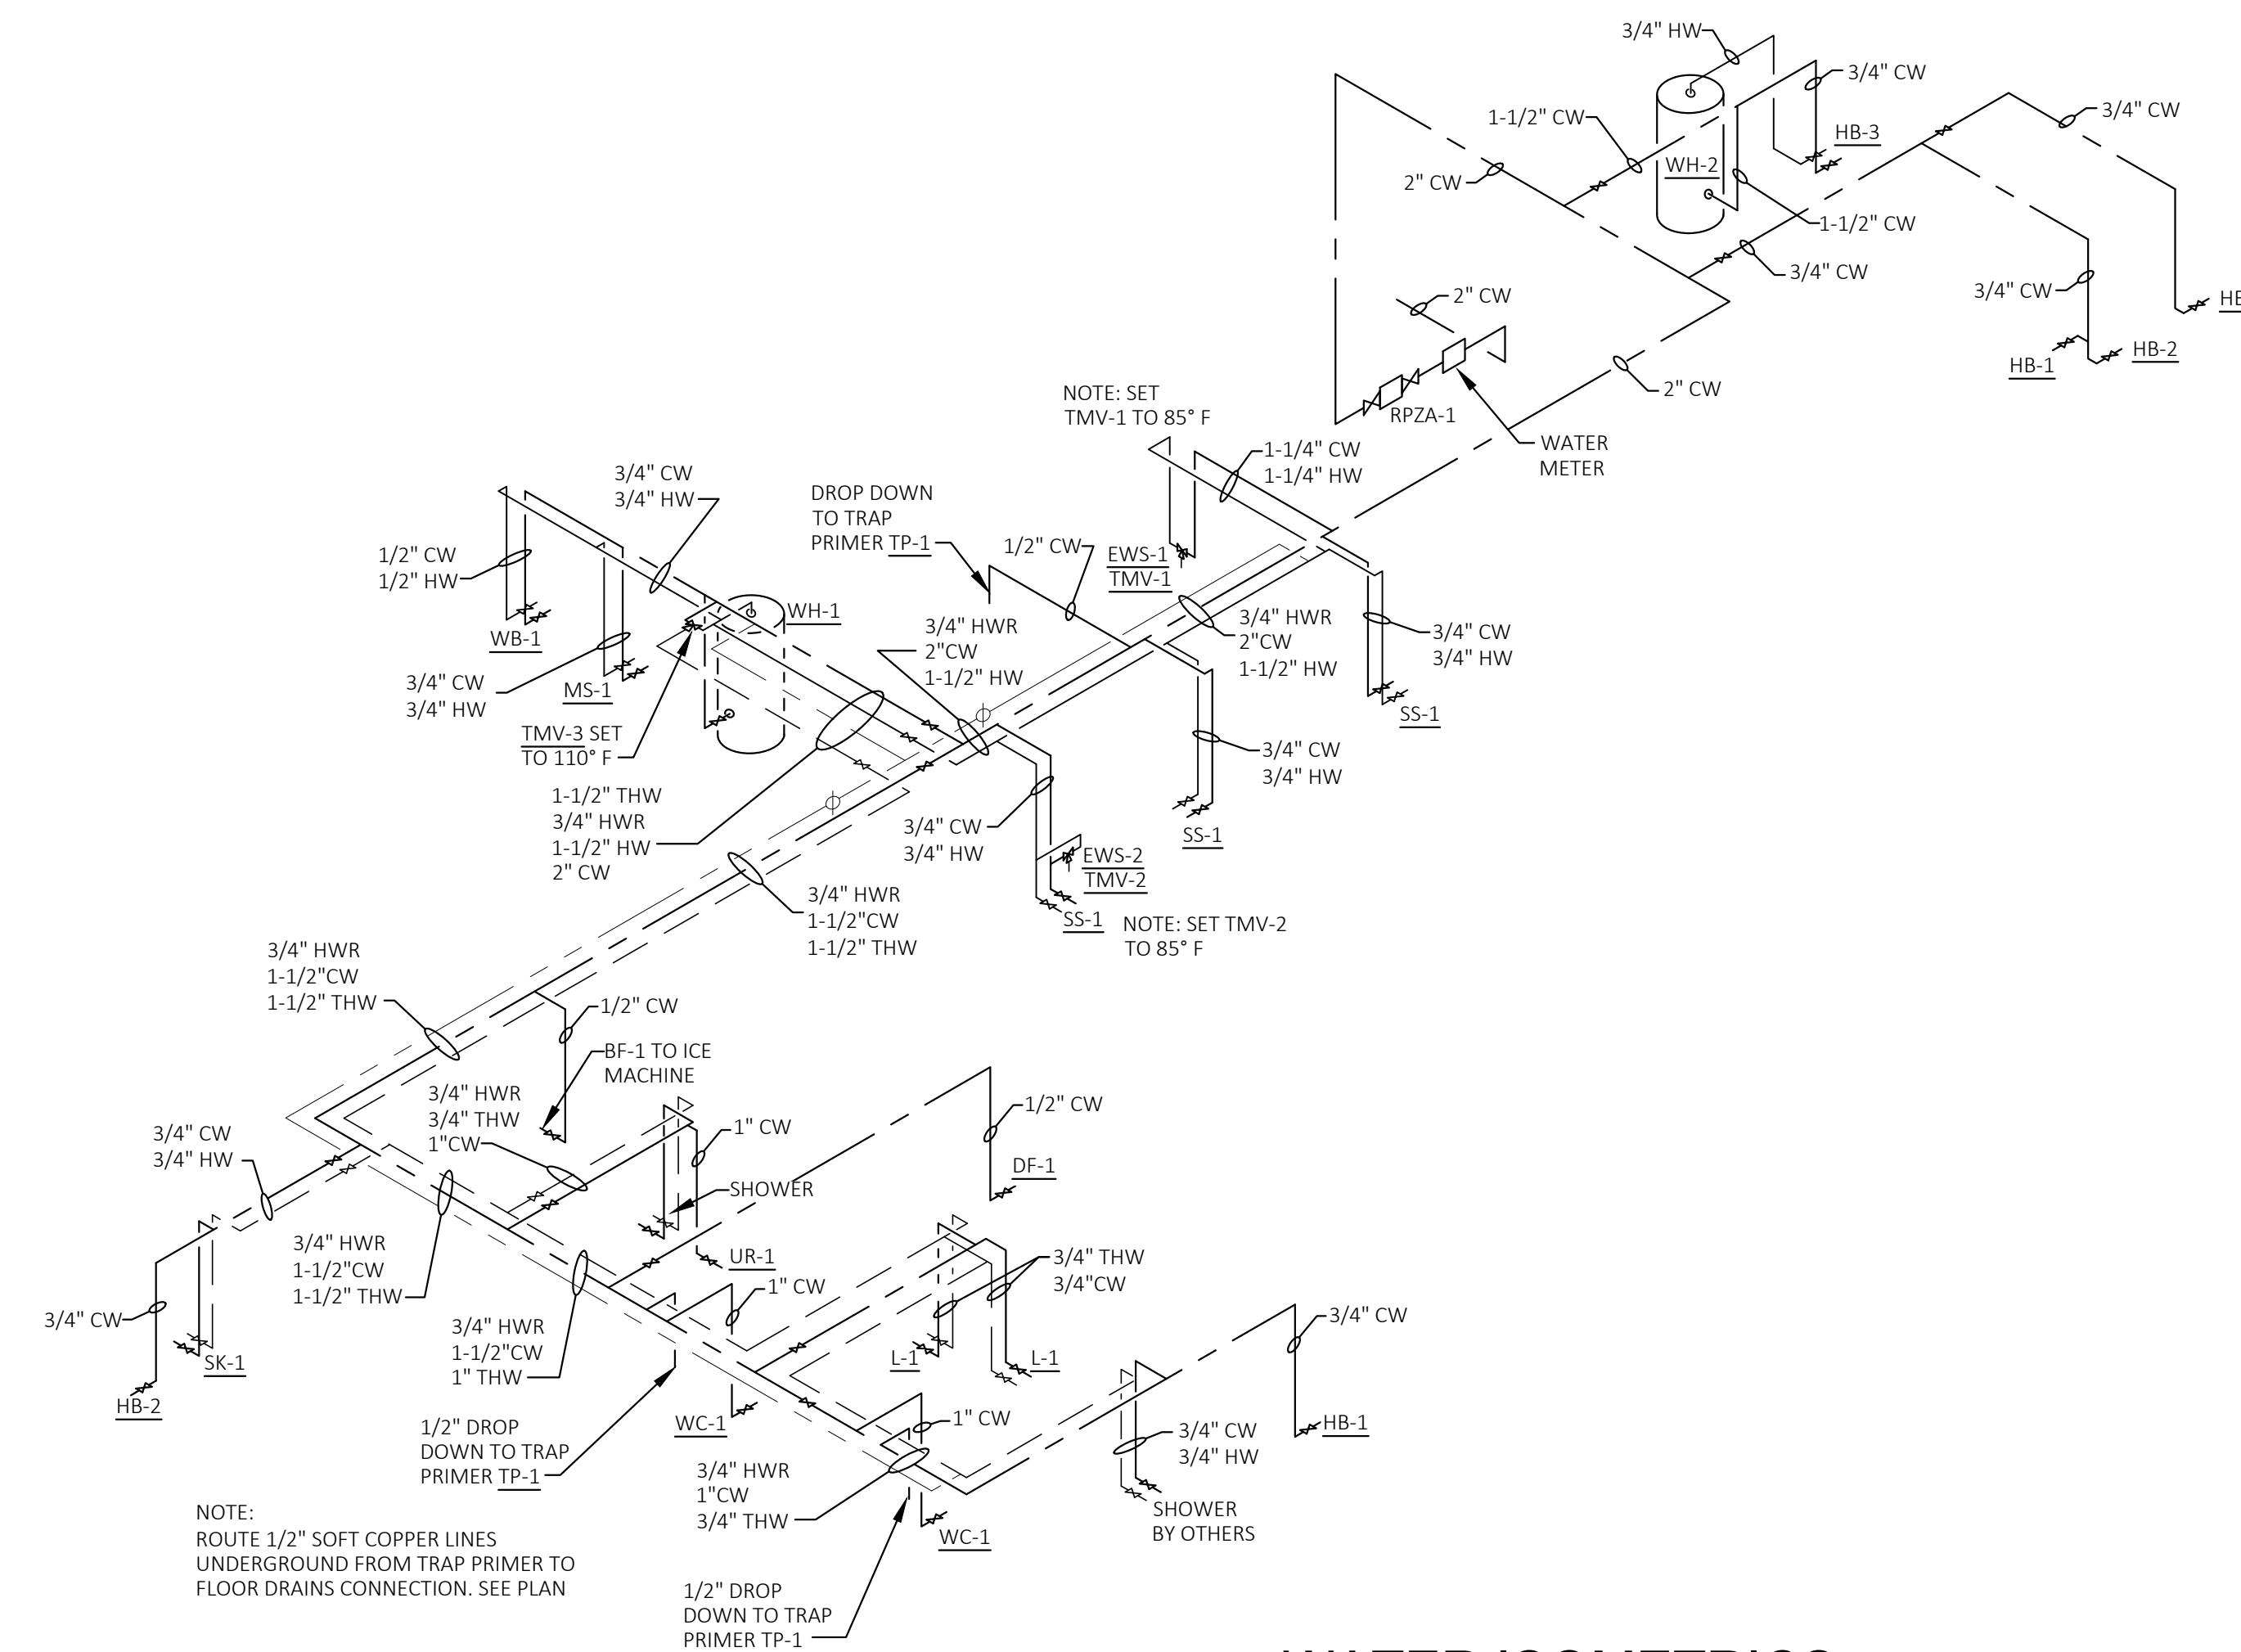 3/4" HW
3/4" CW
1-1/2" CW
3/4" CW
HB-3
WH-2
2" CW
1-1/2" CW
3/4" CW
3/4" CW
2" CW
HB
HB-2
HB-1
2" CW
NOTE: SET
TMV-1 TO 85° F
RPZA-1
WATER
METER
1-1/4" CW
1-1/4" HW
3/4" CW
3/4" HW
DROP DOWN
TO TRAP
PRIMER TP-1
1/2" CW
EWS-1
TMV-1
1/2" CW
1/2" HW
WB-1
WH-1
3/4" HWR
2"CW
1-1/2" HW
3/4" HWR
2"CW
1-1/2" HW
3/4" CW
3/4" HW
3/4" CW
3/4" HW
MS-1
SS-1
TMV-3 SET
TO 110° F
3/4" CW
3/4" HW
1-1/2" THW
3/4" HWR
1-1/2" HW
2" CW
3/4" CW
3/4" HW
SS-1
EWS-2
TMV-2
3/4" HWR
1-1/2"CW
1-1/2" THW
SS-1
NOTE: SET TMV-2
TO 85° F
3/4" HWR
1-1/2"CW
1-1/2" THW
1/2" CW
BF-1 TO ICE
MACHINE
3/4" HWR
3/4" THW
1"CW
1/2" CW
3/4" CW
3/4" HW
1" CW
DF-1
SHOWER
3/4" HWR
1-1/2"CW
1-1/2" THW
UR-1
3/4" THW
3/4"CW
1" CW
3/4" CW
3/4" CW
3/4" HWR
1-1/2"CW
1" THW
SK-1
L-1
L-1
HB-2
1/2" DROP
DOWN TO TRAP
PRIMER TP-1
WC-1
1" CW
HB-1
3/4" CW
3/4" HW
3/4" HWR
1"CW
3/4" THW
SHOWER
BY OTHERS
NOTE:
ROUTE 1/2" SOFT COPPER LINES
UNDERGROUND FROM TRAP PRIMER TO
FLOOR DRAINS CONNECTION. SEE PLAN
WC-1
1/2" DROP
DOWN TO TRAP
PRIMER TP-1
WATER ISOMETRICS